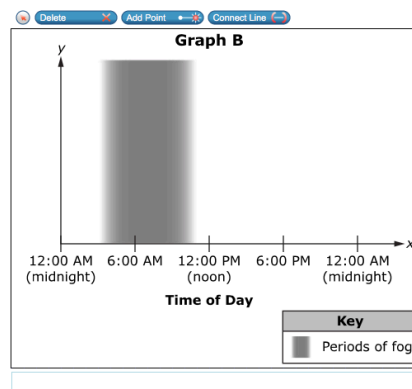 Delete Add Point Connect Line
Graph B
y
x
12:00 AM 6:00 AM 12:00 PM 6:00 PM 12:00 AM
(midnight) (noon) (midnight)
Time of Day
Key
Periods of fog